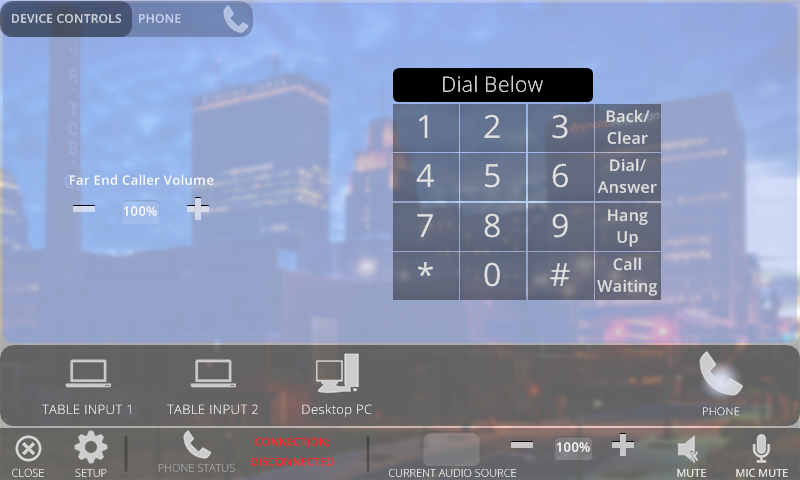 DEVICE CONTROLS
PHONE
Dial Below
1 2 3 Back/
Clear
4 5 6 Dial/
Answer
Far End Caller Volume
100%
7 8 9 Hang
Up
* 0 # Call
Waiting
TABLE INPUT 1
TABLE INPUT 2
Desktop PC
PHONE
CLOSE
SETUP
PHONE STATUS
CONNECTION:
DISCONNECTED
CURRENT AUDIO SOURCE
100%
MUTE
MIC MUTE